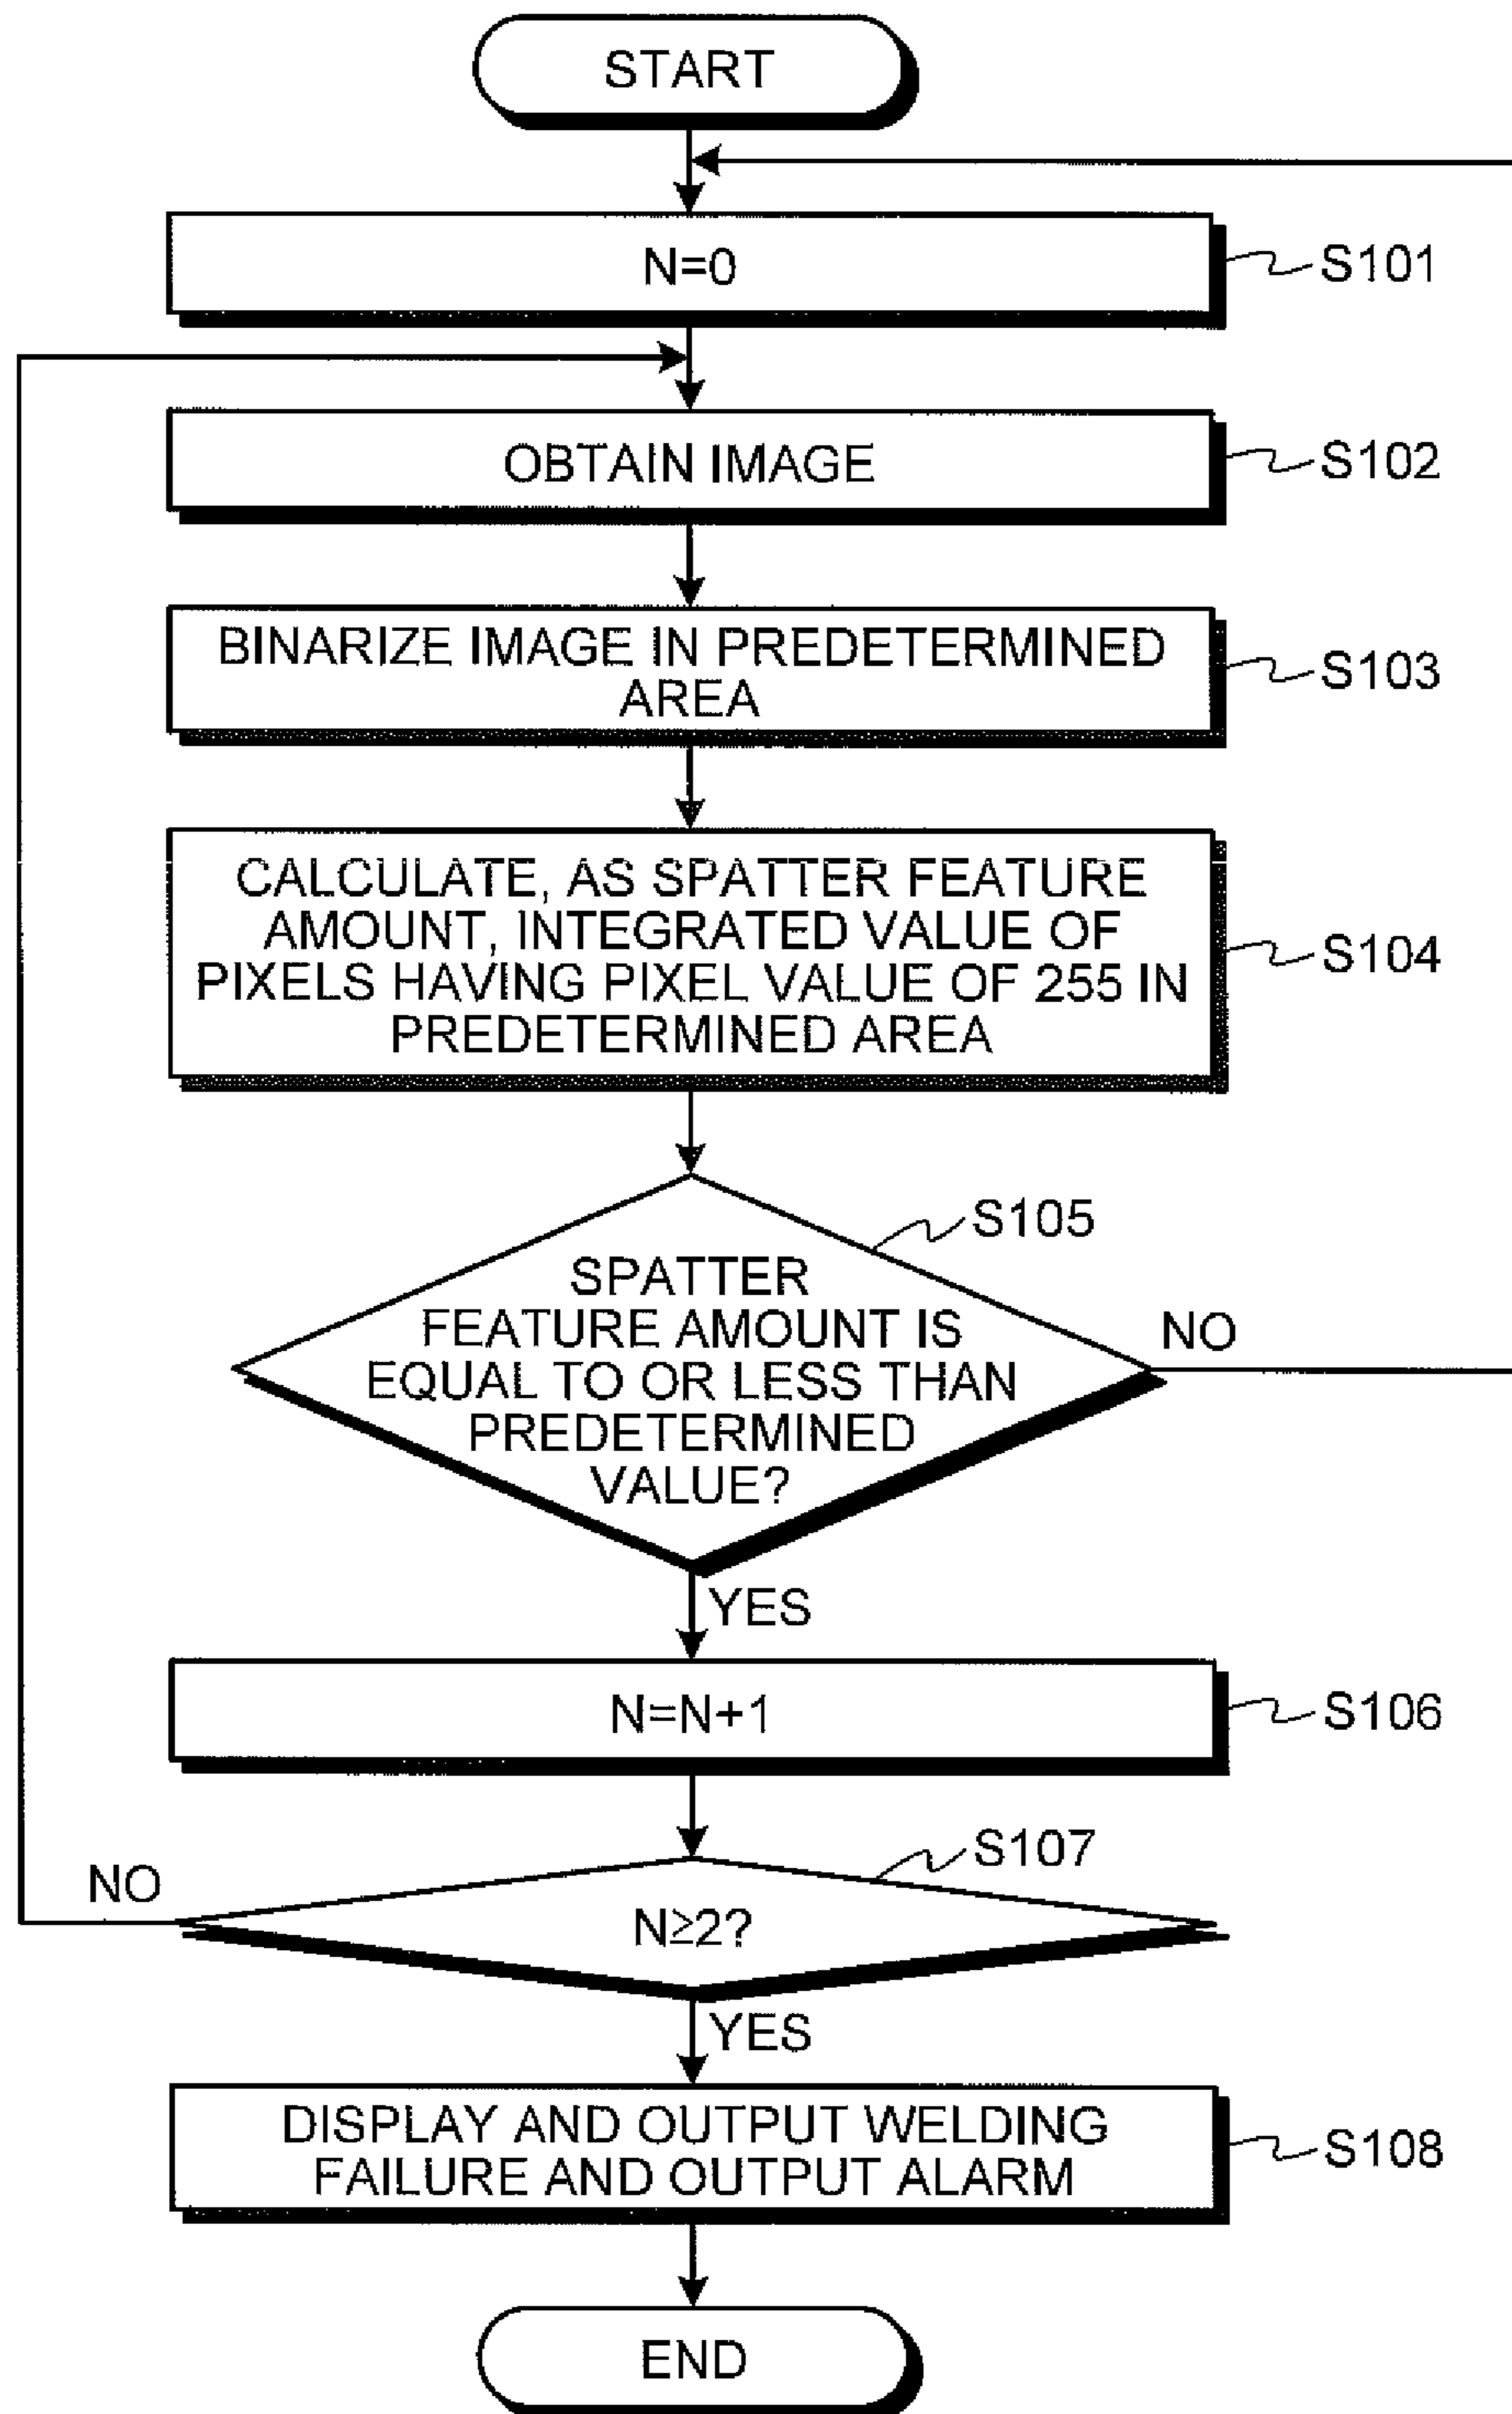 START
N=0
S101
OBTAIN IMAGE
S102
BINARIZE IMAGE IN PREDETERMINED
AREA
S103
CALCULATE, AS SPATTER FEATURE
AMOUNT, INTEGRATED VALUE OF
PIXELS HAVING PIXEL VALUE OF 255 IN
PREDETERMINED AREA
S104
S105
SPATTER
FEATURE AMOUNT IS
EQUAL TO OR LESS THAN
PREDETERMINED
VALUE?
NO
YES
N=N+1
S106
S107
NO
N≥2?
YES
DISPLAY AND OUTPUT WELDING
FAILURE AND OUTPUT ALARM
S108
END